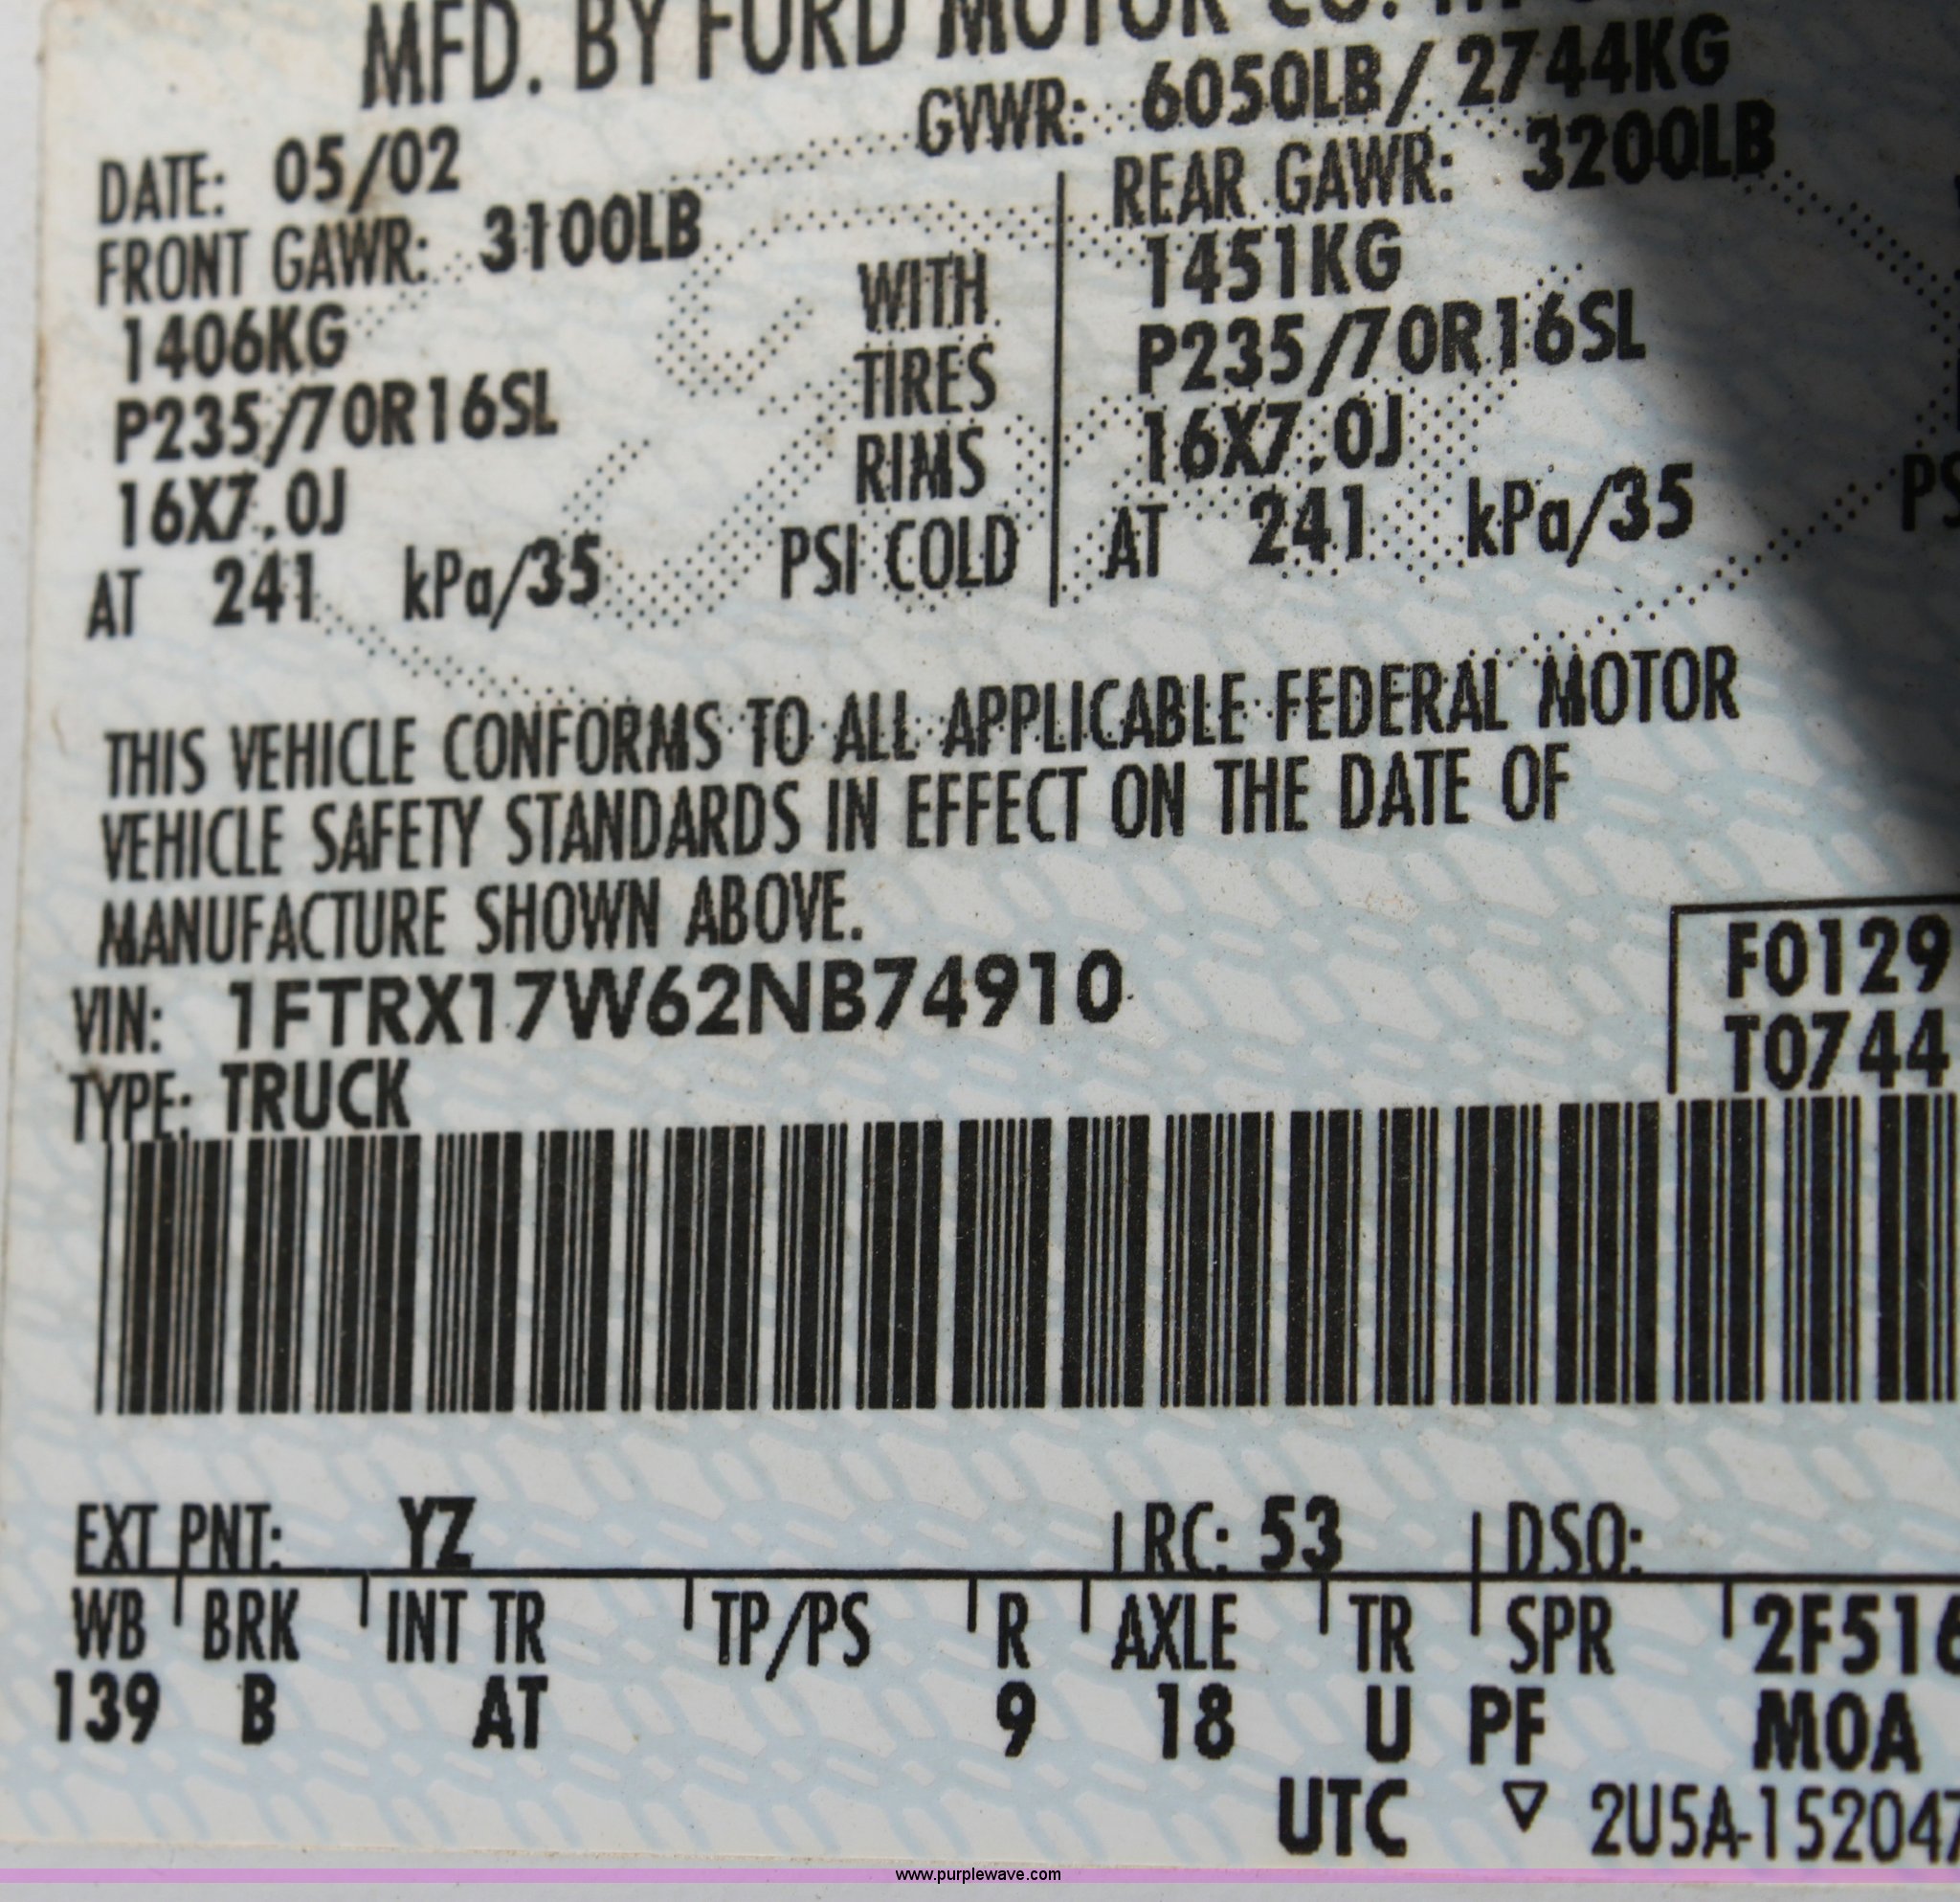 MFD. BY FORD MOTOR CO.
GVWR: 6050LB/ 2744KG
DATE: 05/02
FRONT GAWR: 3100LB
1406KG
P235/70R16SL
16X7.0J
AT 241 kPa/35
WITH
TIRES
RIMS
PSI COLD
REAR GAWR: 3200LB
1451KG
P235/70R16SL
16X7.0J
AT 241 kPa/35 PS
THIS VEHICLE CONFORMS TO ALL APPLICABLE FEDERAL MOTOR
VEHICLE SAFETY STANDARDS IN EFFECT ON THE DATE OF
MANUFACTURE SHOWN ABOVE.
VIN: 1FTRX17W62NB74910
TYPE: TRUCK
F0129
T0744
EXT PNT: YZ RC: 53 DSO:
WB BRK INT TR TP/PS R AXLE TR SPR 2F516
139 B AT 9 18 U PF MOA
UTC ▽ 2U5A-152047
www.purplewave.com